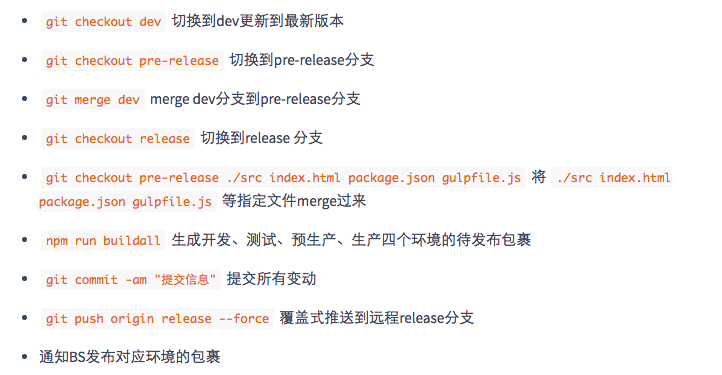 git checkout dev 切换到dev更新到最新版本
git checkout pre-release 切换到pre-release分支
git merge dev merge dev分支到pre-release分支
git checkout release 切换到release 分支
git checkout pre-release ./src index.html package.json gulpfile.js 将 ./src index.html
package.json gulpfile.js 等指定文件merge过来
npm run buildall 生成开发、测试、预生产、生产四个环境的待发布包裹
git commit -am "提交信息" 提交所有变动
git push origin release --force 覆盖式推送到远程release分支
通知BS发布对应环境的包裹